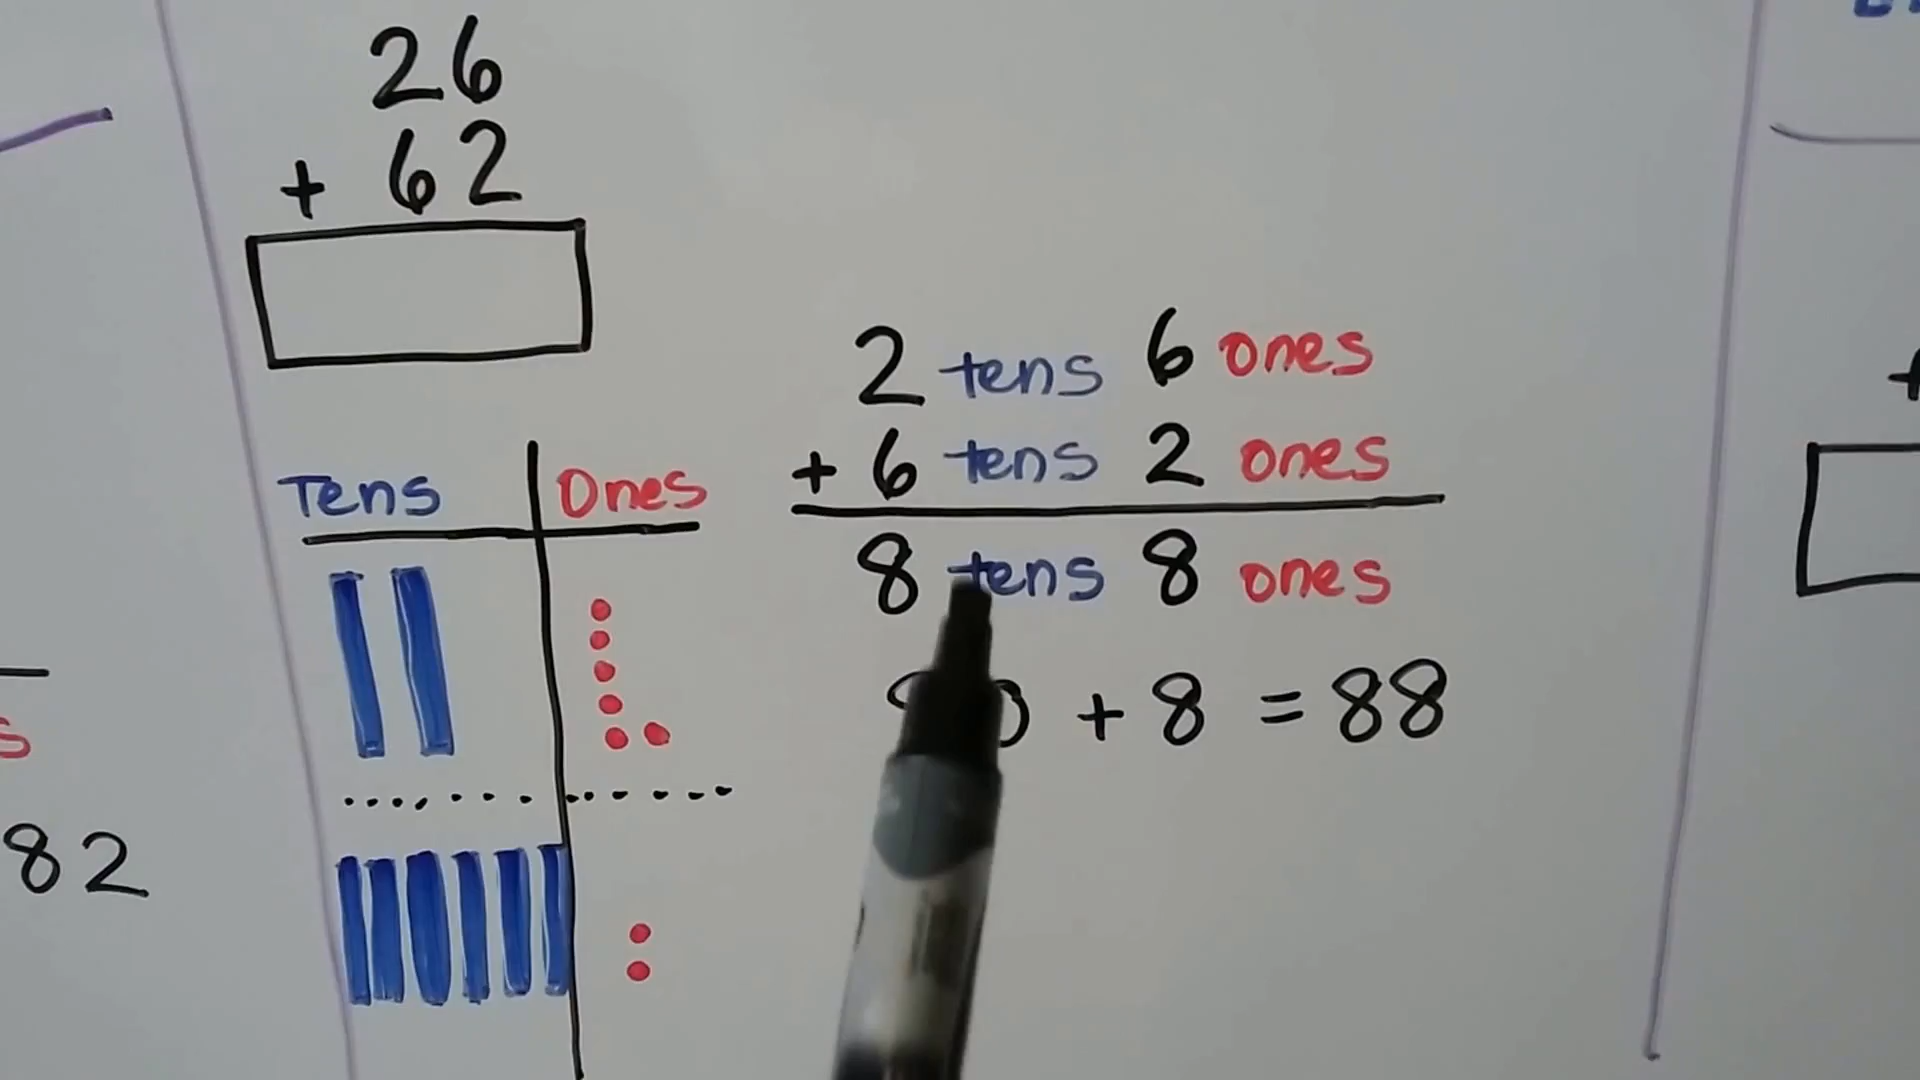 26
+ 62
Tens Ones
2 tens 6 ones
+ 6 tens 2 ones
8 tens 8 ones
+ 8 = 88
82
+